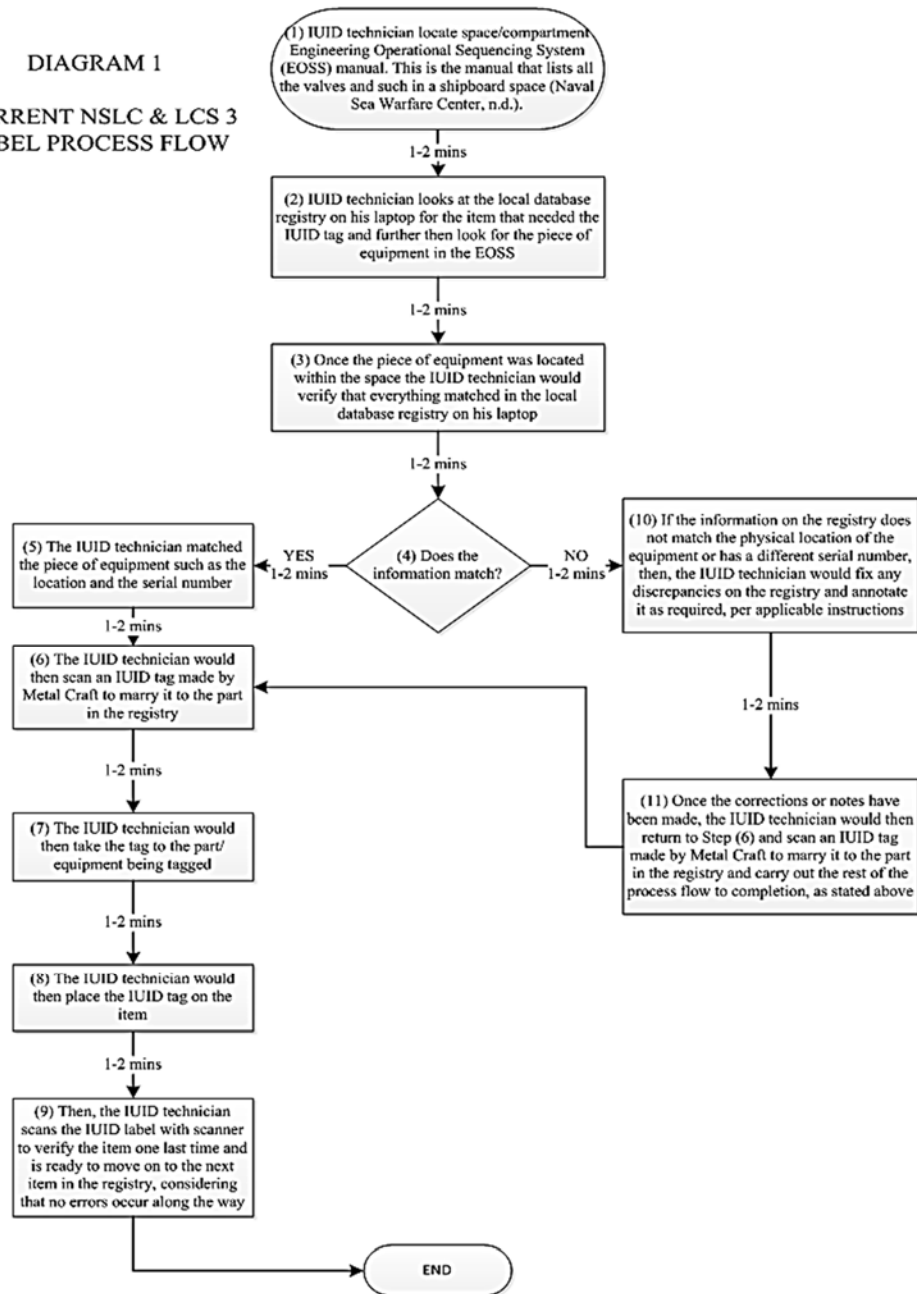 DIAGRAM 1
RRENT NSLC & LCS 3
BEL PROCESS FLOW
(1) IUID technician locate space/compartment
Engineering Operational Sequencing System
(EOSS) manual. This is the manual that lists all
the valves and such in a shipboard space (Naval
Sea Warfare Center, n.d.).
1-2 mins
(2) IUID technician looks at the local database
registry on his laptop for the item that needed the
IUID tag and further then look for the piece of
equipment in the EOSS
1-2 mins
(3) Once the piece of equipment was located
within the space the IUID technician would
verify that everything matched in the local
database registry on his laptop
1-2 mins
(4) Does the
information match?
YES
1-2 mins
(5) The IUID technician matched
the piece of equipment such as the
location and the serial number
1-2 mins
(6) The IUID technician would
then scan an IUID tag made by
Metal Craft to marry it to the part
in the registry
1-2 mins
(7) The IUID technician would
then take the tag to the part/
equipment being tagged
1-2 mins
(8) The IUID technician would
then place the IUID tag on the
item
1-2 mins
(9) Then, the IUID technician
scans the IUID label with scanner
to verify the item one last time and
is ready to move on to the next
item in the registry, considering
that no errors occur along the way
NO
1-2 mins
(10) If the information on the registry does
not match the physical location of the
equipment or has a different serial number,
then, the IUID technician would fix any
discrepancies on the registry and annotate
it as required, per applicable instructions
1-2 mins
(11) Once the corrections or notes have
been made, the IUID technician would then
return to Step (6) and scan an IUID tag
made by Metal Craft to marry it to the part
in the registry and carry out the rest of the
process flow to completion, as stated above
END